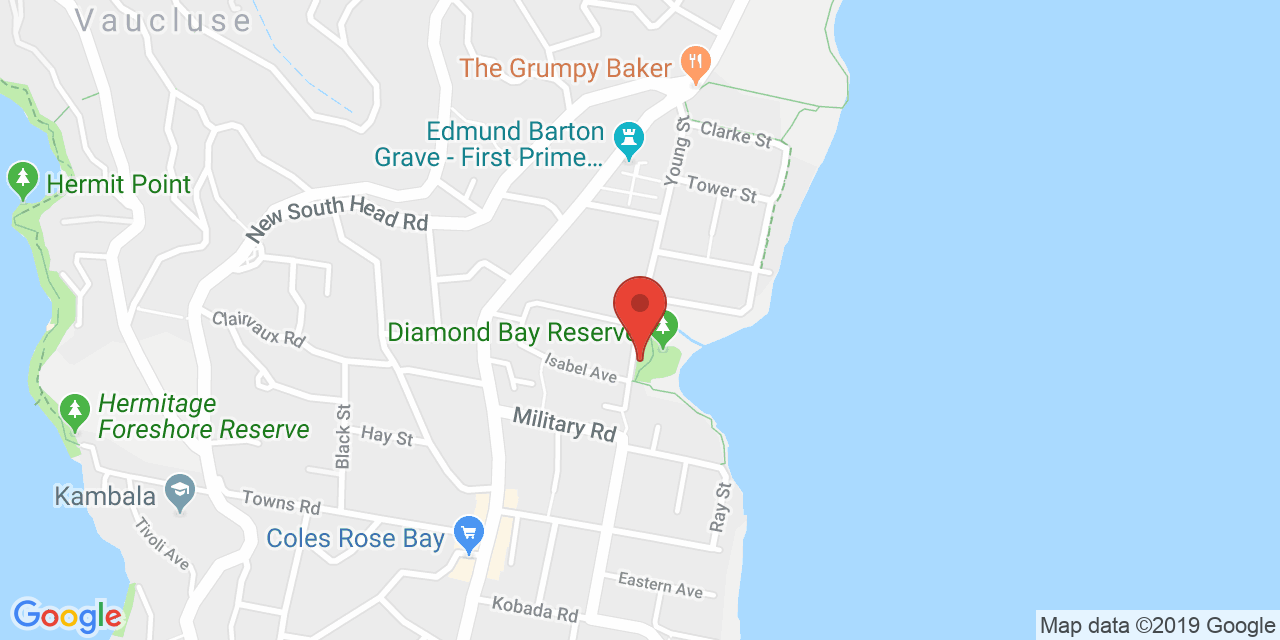 Vaucluse
The Grumpy Baker
Edmund Barton
Grave - First Prime...
Clarke St
Young St
Tower St
Hermit Point
New South Head Rd
Clairvaux Rd
Diamond Bay Reserve
Isabel Ave
Hermitage
Foreshore Reserve
Black St
Hay St
Military Rd
Kambala
Towns Rd
Ray St
Tivoli Ave
Coles Rose Bay
Eastern Ave
Kobada Rd
Google
Map data ©2019 Google